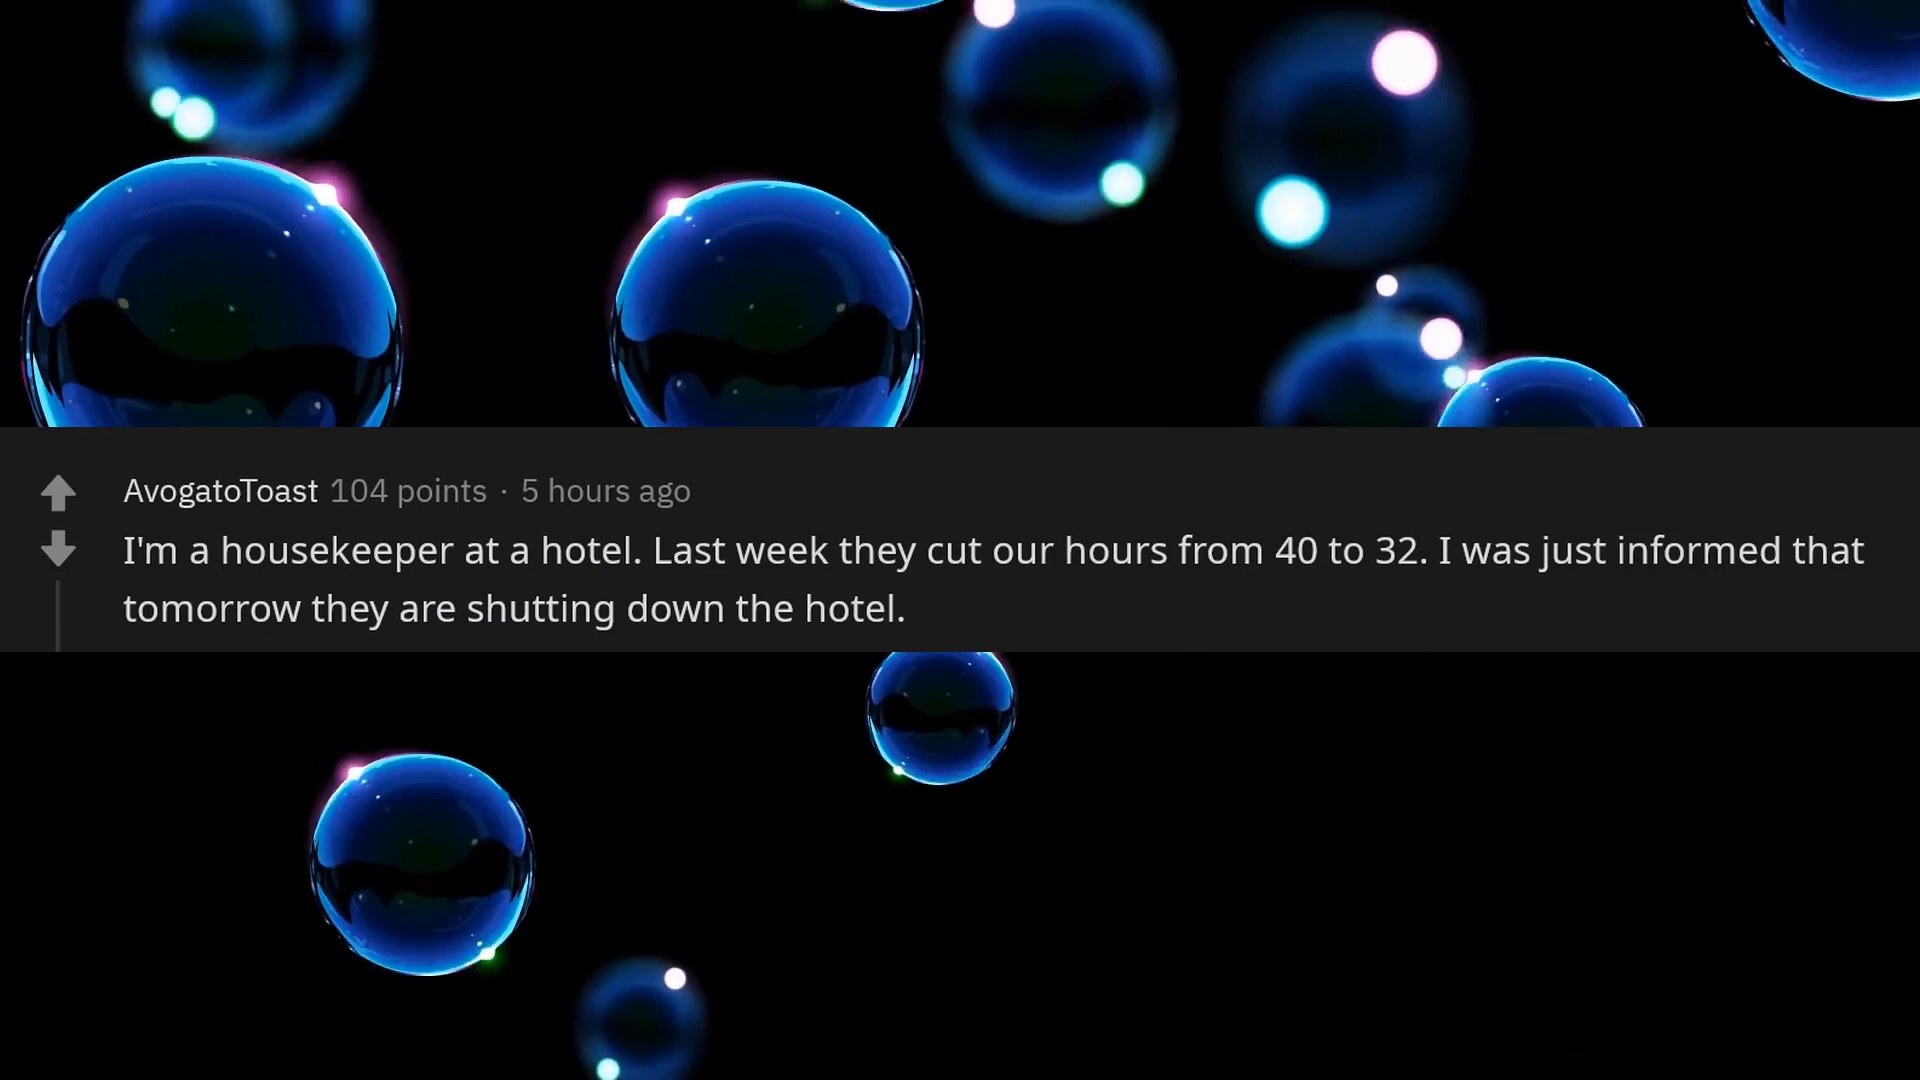 AvogatoToast 104 points · 5 hours ago
I'm a housekeeper at a hotel. Last week they cut our hours from 40 to 32. I was just informed that
tomorrow they are shutting down the hotel.